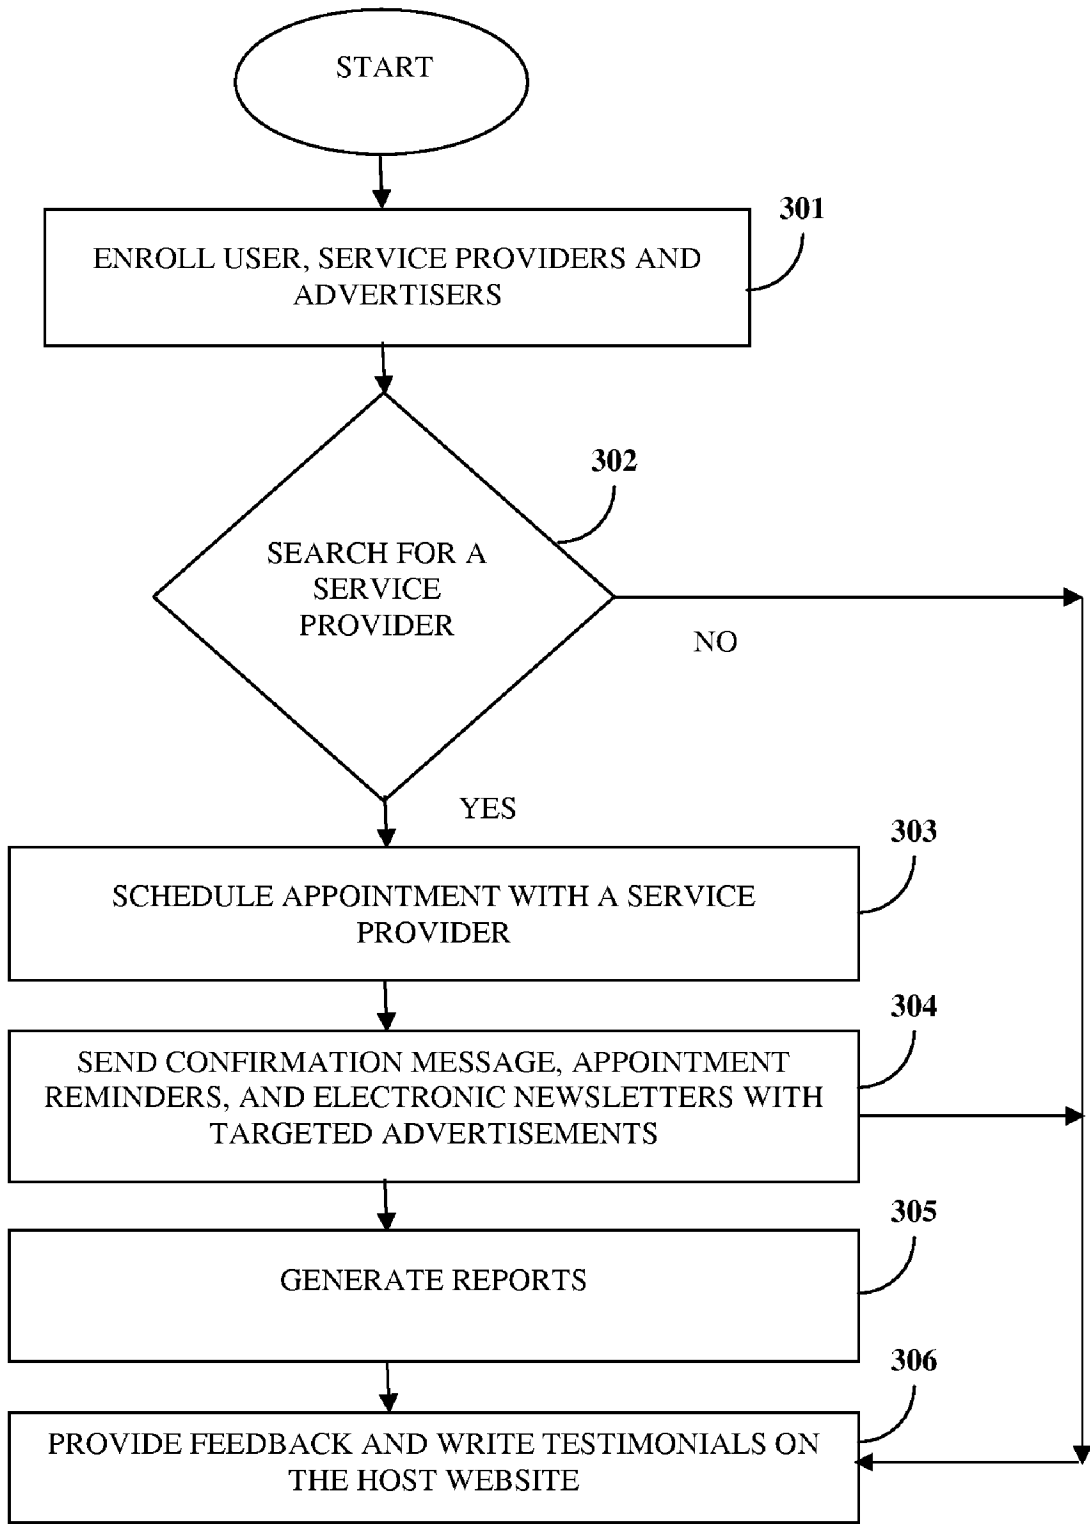 START
301
ENROLL USER, SERVICE PROVIDERS AND
ADVERTISERS
302
SEARCH FOR A
SERVICE
PROVIDER
NO
YES
303
SCHEDULE APPOINTMENT WITH A SERVICE
PROVIDER
304
SEND CONFIRMATION MESSAGE, APPOINTMENT
REMINDERS, AND ELECTRONIC NEWSLETTERS WITH
TARGETED ADVERTISEMENTS
305
GENERATE REPORTS
306
PROVIDE FEEDBACK AND WRITE TESTIMONIALS ON
THE HOST WEBSITE